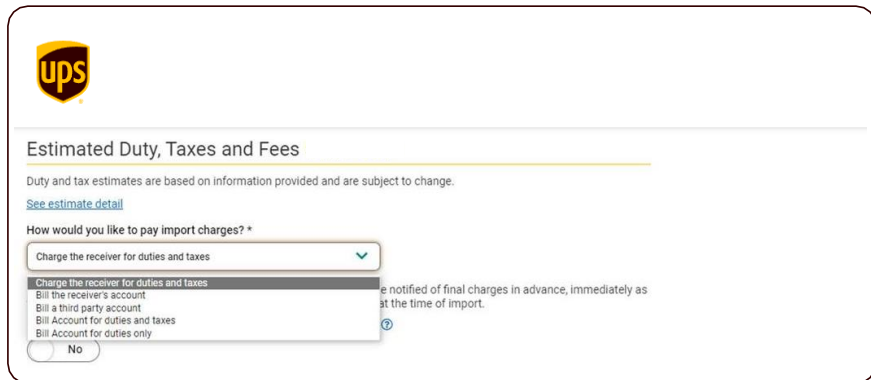 ups
Estimated Duty, Taxes and Fees
Duty and tax estimates are based on information provided and are subject to change.
See estimate detail
How would you like to pay import charges? *
Charge the receiver for duties and taxes
Charge the receiver for duties and taxes
Bill the receiver's account
Bill a third party account
Bill Account for duties and taxes
Bill Account for duties only
e notified of final charges in advance, immediately as
at the time of import.
?
No